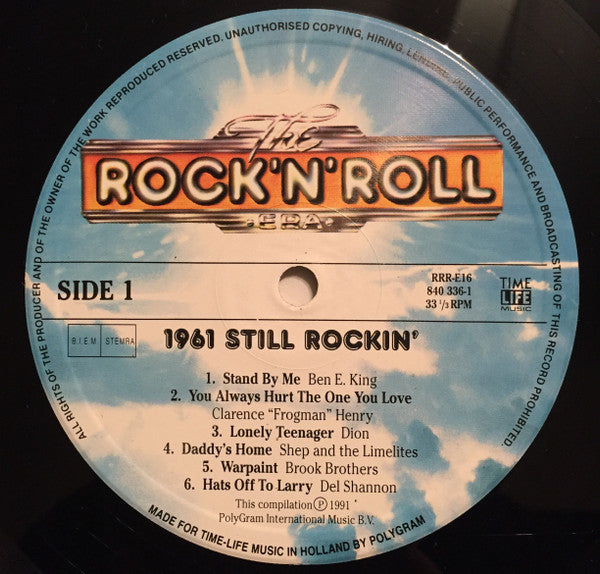 ALL RIGHTS OF THE PRODUCER AND OF THE OWNER OF THE WORK REPRODUCED RESERVED. UNAUTHORISED COPYING, HIRING, LENDING, PUBLIC PERFORMANCE AND BROADCASTING OF THIS RECORD PROHIBITED.
The
ROCK'N'ROLL
·ERA·
SIDE 1
RRR-E16
840 336-1
33 1/3 RPM
TIME
LIFE
MUSIC
B.I.E.M. STEMRA
1961 STILL ROCKIN'
1. Stand By Me Ben E. King
2. You Always Hurt The One You Love
Clarence "Frogman" Henry
3. Lonely Teenager Dion
4. Daddy's Home Shep and the Limelites
5. Warpaint Brook Brothers
6. Hats Off To Larry Del Shannon
This compilation Ⓟ 1991
PolyGram International Music B.V.
MADE FOR TIME-LIFE MUSIC IN HOLLAND BY POLYGRAM